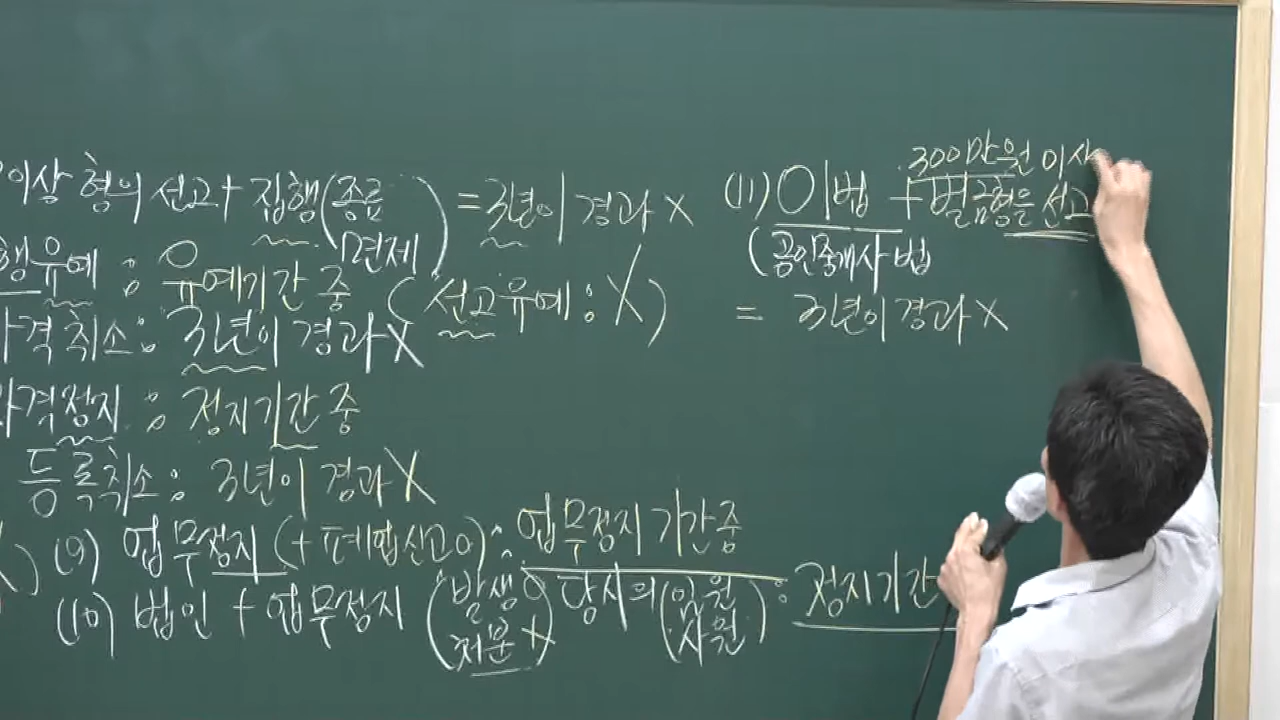 이상 형의 선고 + 집행(종료 면제) = 3년이 경과 X
행유예 : 유예기간 중 (선고유예 : X)
자격취소 : 3년이 경과 X
자격정지 : 정지기간 중
등록취소 : 3년이 경과 X
(9) 업무정지 (+ 폐업신고 O) : 업무정지 기간중
(10) 법인 + 업무정지 (발생 O 처분 X) 당시의 (임원 사원) : 정지기간
(11) 이 법 + 300만원 이상 벌금형은 선고
(공인중개사법
= 3년이 경과 X